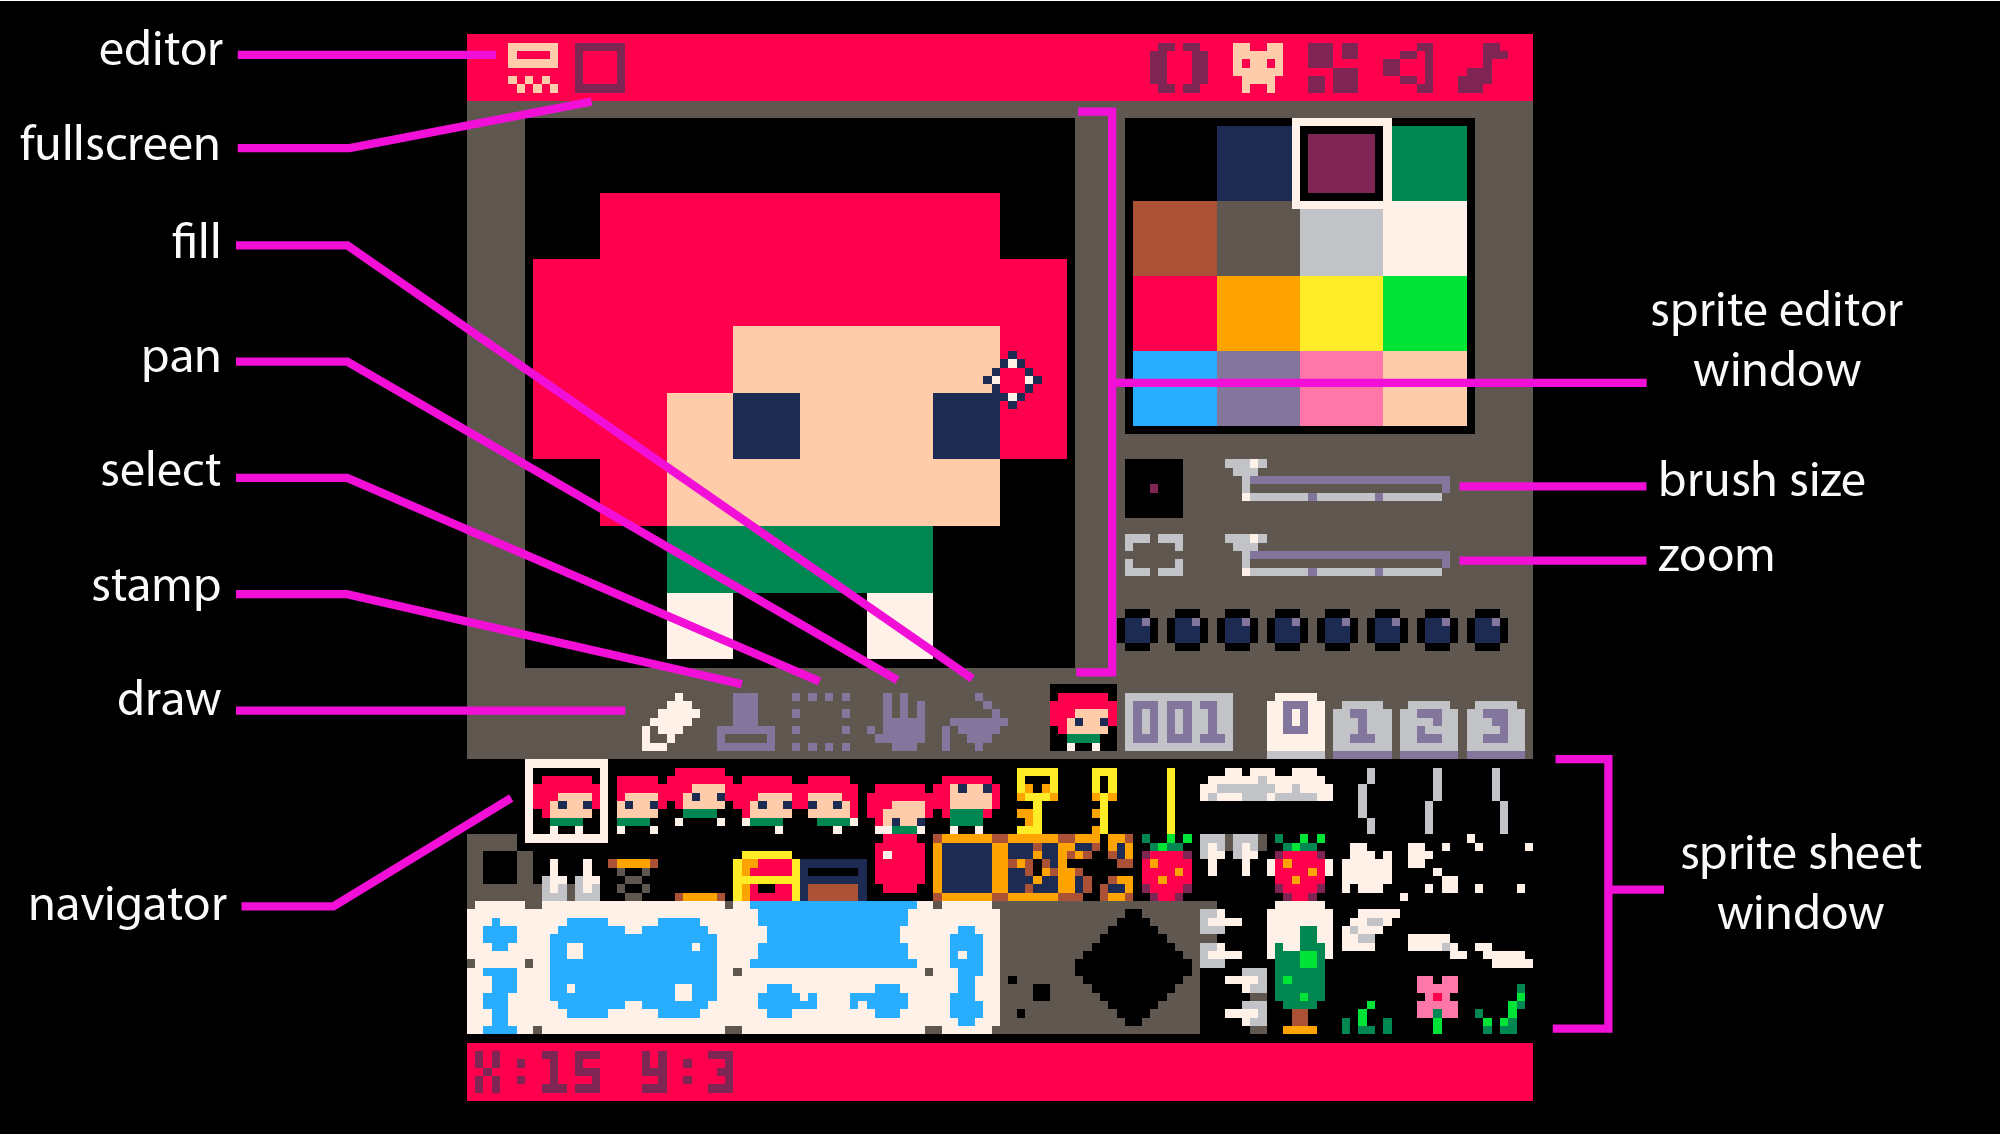 editor
fullscreen
fill
pan
select
stamp
draw
navigator
sprite editor
window
brush size
zoom
001
0 1 2 3
sprite sheet
window
X:15 Y:3